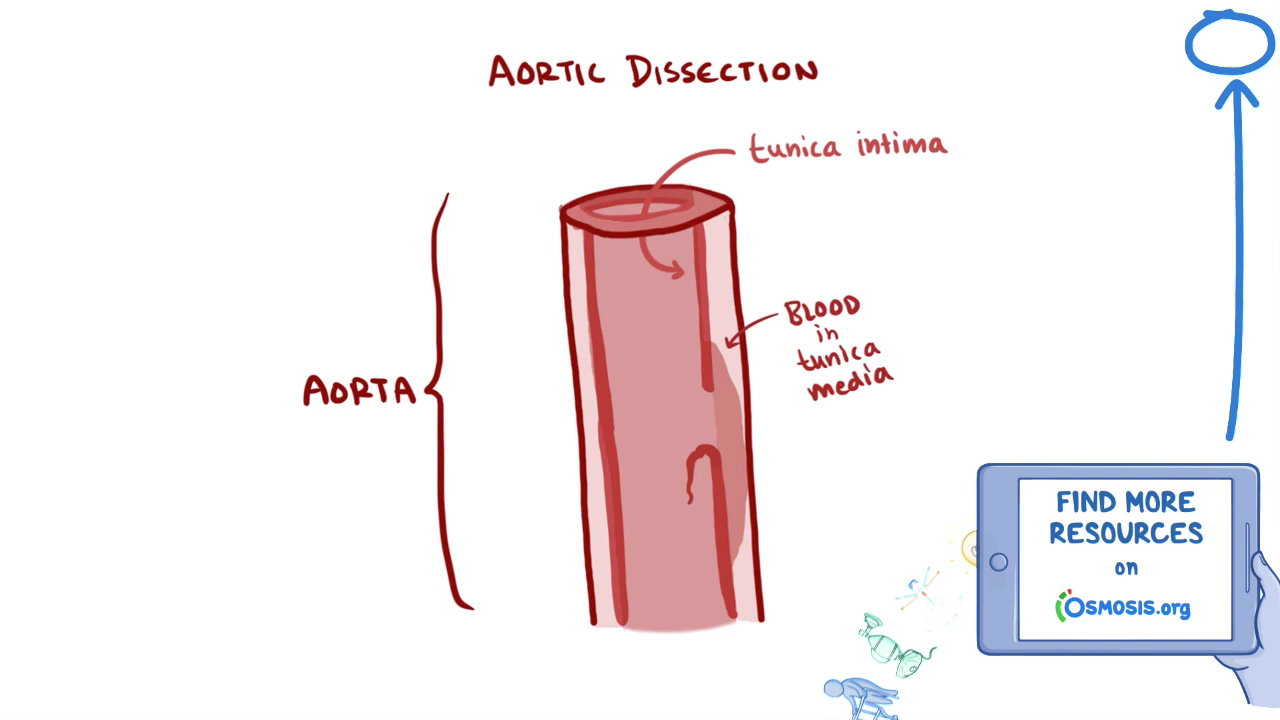 AORTIC DISSECTION
tunica intima
BLOOD
in
tunica
media
AORTA
FIND MORE
RESOURCES
on
OSMOSIS.org